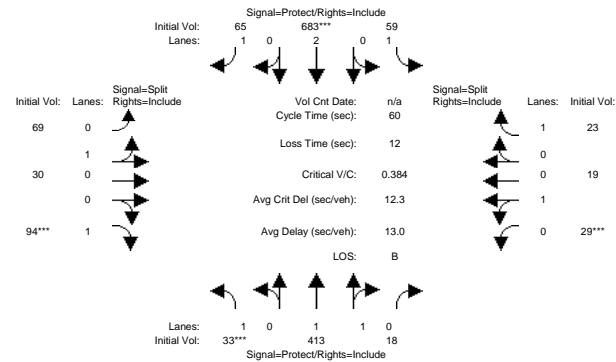 Signal=Protect/Rights=Include
Initial Vol: 65 683*** 59
Lanes: 1 0 2 0 1
Signal=Split
Initial Vol: Lanes: Rights=Include
Vol Cnt Date: n/a
Signal=Split
Rights=Include Lanes: Initial Vol:
Cycle Time (sec): 60
69 0
1 23
Loss Time (sec): 12
1
0
30 0
Critical V/C: 0.384
0 19
0
Avg Crit Del (sec/veh): 12.3
1
94*** 1
Avg Delay (sec/veh): 13.0
0 29***
LOS: B
Lanes: 1 0 1 1 0
Initial Vol: 33*** 413 18
Signal=Protect/Rights=Include